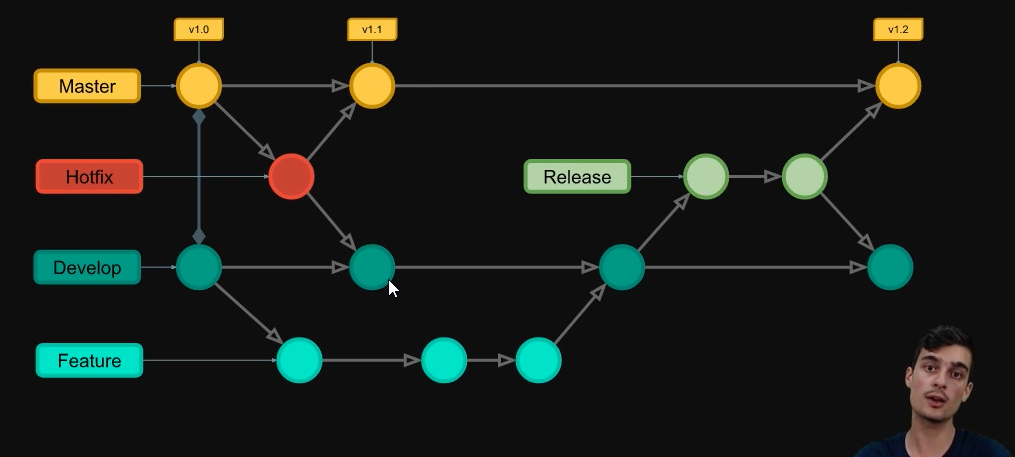 v1.0
v1.1
v1.2
Master
Hotfix
Release
Develop
Feature